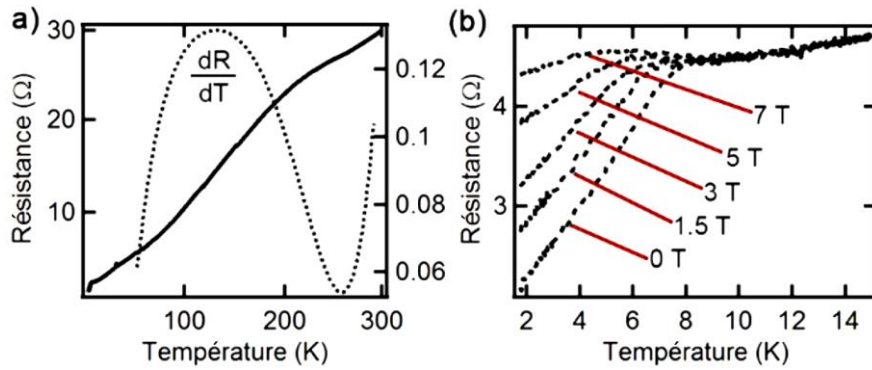 a)
30
20
10
Résistance (Ω)
dR
dT
0.12
0.1
0.08
0.06
100
200
300
Température (K)
(b)
4
3
Résistance (Ω)
7 T
5 T
3 T
1.5 T
0 T
2
4
6
8
10
12
14
Température (K)